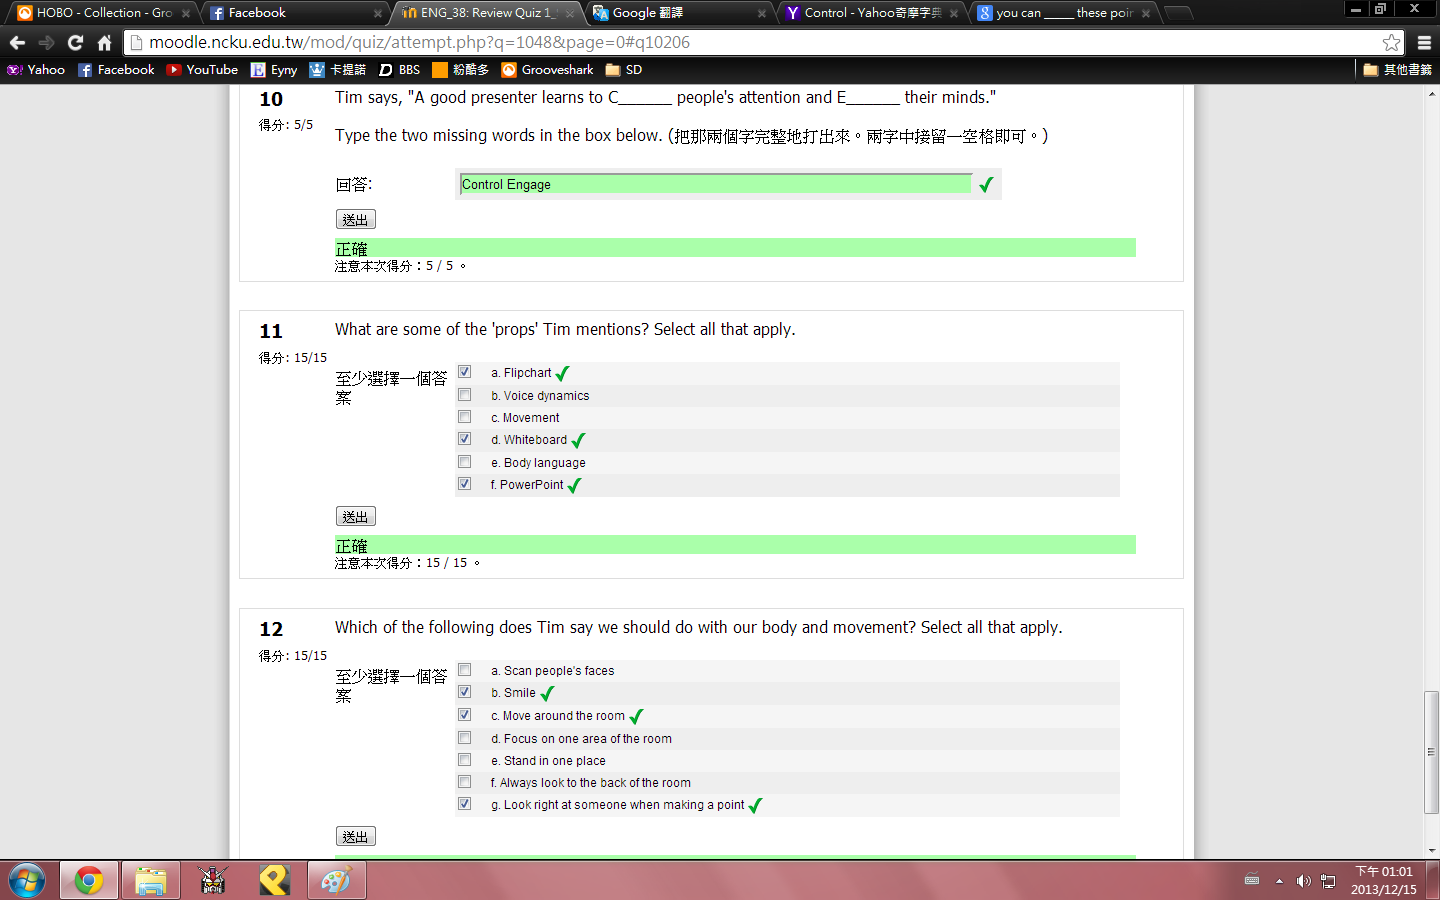 HOBO - Collection - Gro
Facebook
ENG_38: Review Quiz 1_
Google 翻譯
Control - Yahoo奇摩字典
you can _____ these poir
moodle.ncku.edu.tw/mod/quiz/attempt.php?q=1048&page=0#q10206
Yahoo
Facebook
YouTube
Eyny
卡提諾
BBS
粉酷多
Grooveshark
SD
其他書籤
10
得分: 5/5
Tim says, "A good presenter learns to C_______ people's attention and E_______ their minds."
Type the two missing words in the box below. (把那兩個字完整地打出來。兩字中接留一空格即可。)
回答:
Control Engage
送出
正確
注意本次得分：5 / 5 。
11
得分: 15/15
What are some of the 'props' Tim mentions? Select all that apply.
至少選擇一個答
案
a. Flipchart
b. Voice dynamics
c. Movement
d. Whiteboard
e. Body language
f. PowerPoint
送出
正確
注意本次得分：15 / 15 。
12
得分: 15/15
Which of the following does Tim say we should do with our body and movement? Select all that apply.
至少選擇一個答
案
a. Scan people's faces
b. Smile
c. Move around the room
d. Focus on one area of the room
e. Stand in one place
f. Always look to the back of the room
g. Look right at someone when making a point
送出
下午 01:01
2013/12/15